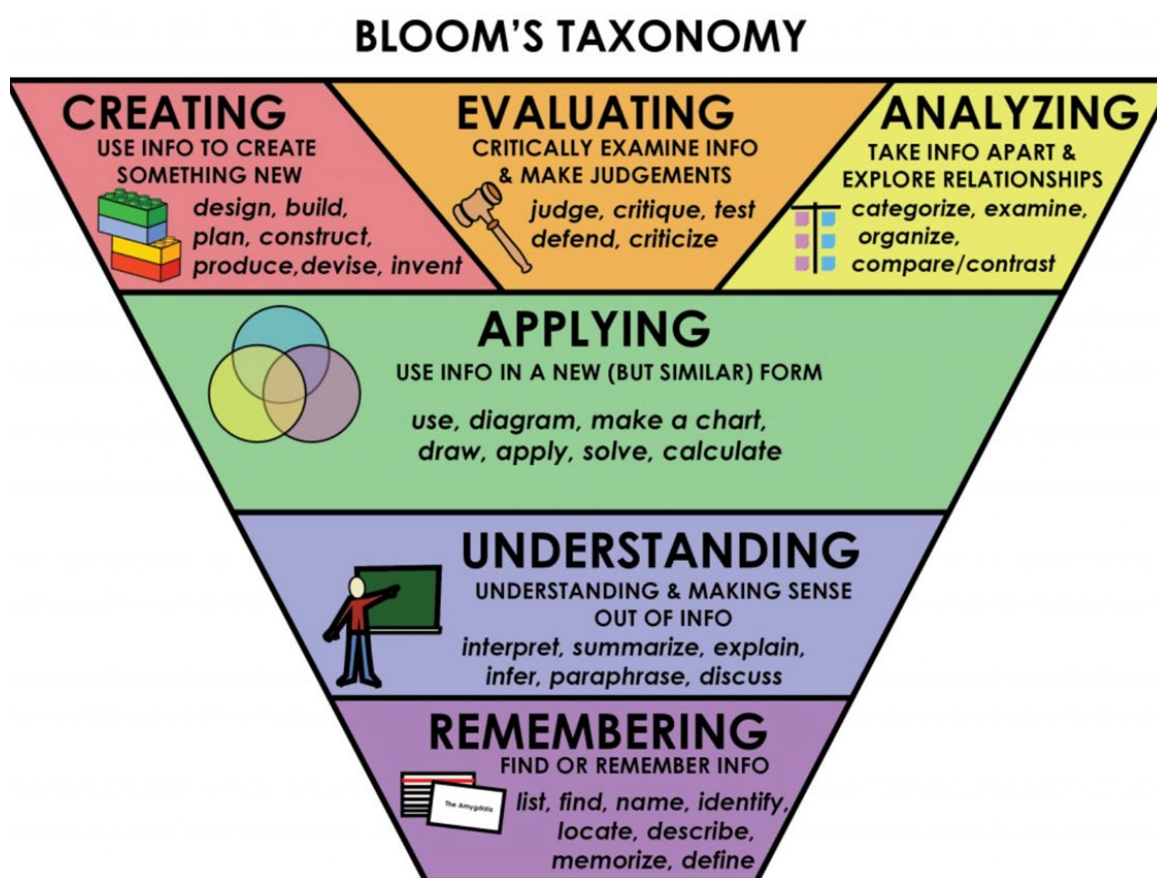 BLOOM'S TAXONOMY
CREATING
USE INFO TO CREATE
SOMETHING NEW
design, build,
plan, construct,
produce,devise, invent
EVALUATING
CRITICALLY EXAMINE INFO
& MAKE JUDGEMENTS
judge, critique, test
defend, criticize
ANALYZING
TAKE INFO APART &
EXPLORE RELATIONSHIPS
categorize, examine,
organize,
compare/contrast
APPLYING
USE INFO IN A NEW (BUT SIMILAR) FORM
use, diagram, make a chart,
draw, apply, solve, calculate
UNDERSTANDING
UNDERSTANDING & MAKING SENSE
OUT OF INFO
interpret, summarize, explain,
infer, paraphrase, discuss
REMEMBERING
FIND OR REMEMBER INFO
The Amygdala
list, find, name, identify,
locate, describe,
memorize, define